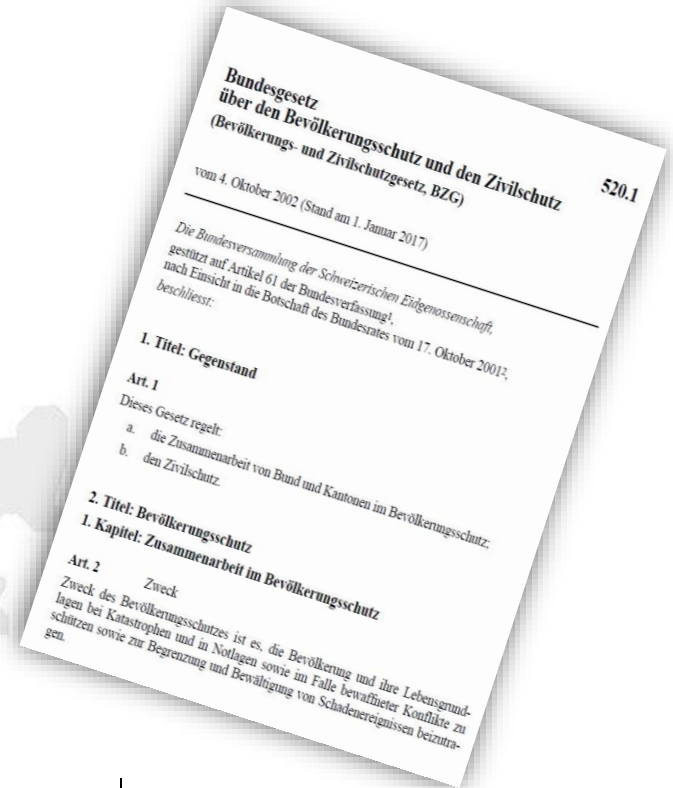 Bundesgesetz
über den Bevölkerungsschutz und den Zivilschutz
(Bevölkerungs- und Zivilschutzgesetz, BZG)
520.1
vom 4. Oktober 2002 (Stand am 1. Januar 2017)
Die Bundesversammlung der Schweizerischen Eidgenossenschaft,
gestützt auf Artikel 61 der Bundesverfassung¹,
nach Einsicht in die Botschaft des Bundesrates vom 17. Oktober 2001²,
beschliesst:
1. Titel: Gegenstand
Art. 1
Dieses Gesetz regelt:
a. die Zusammenarbeit von Bund und Kantonen im Bevölkerungsschutz;
b. den Zivilschutz.
2. Titel: Bevölkerungsschutz
1. Kapitel: Zusammenarbeit im Bevölkerungsschutz
Art. 2 Zweck
Zweck des Bevölkerungsschutzes ist es, die Bevölkerung und ihre Lebensgrund-
lagen bei Katastrophen und in Notlagen sowie im Falle bewaffneter Konflikte zu
schützen sowie zur Begrenzung und Bewältigung von Schadenereignissen beizutra-
gen.